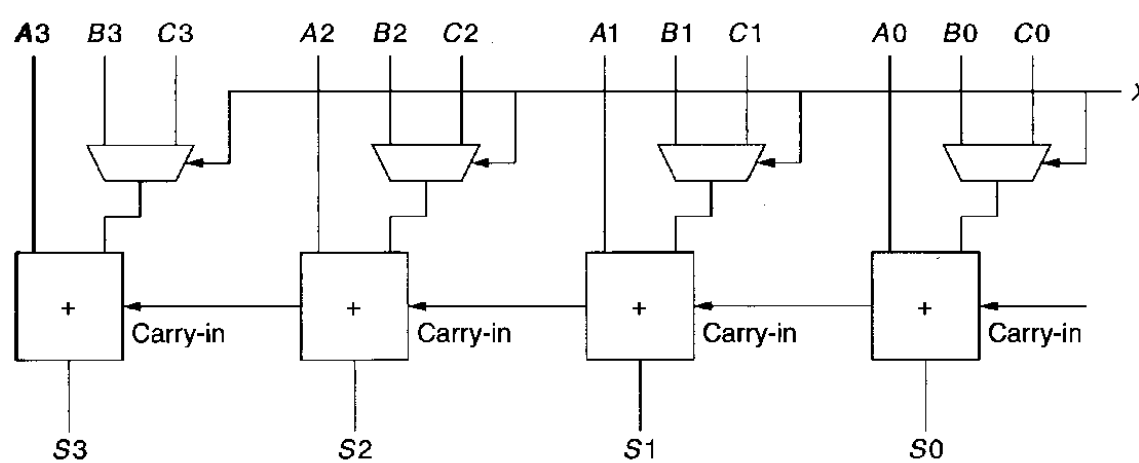 A3 B3 C3 A2 B2 C2 A1 B1 C1 A0 B0 C0
X
+ + + +
Carry-in Carry-in Carry-in Carry-in
S3 S2 S1 S0